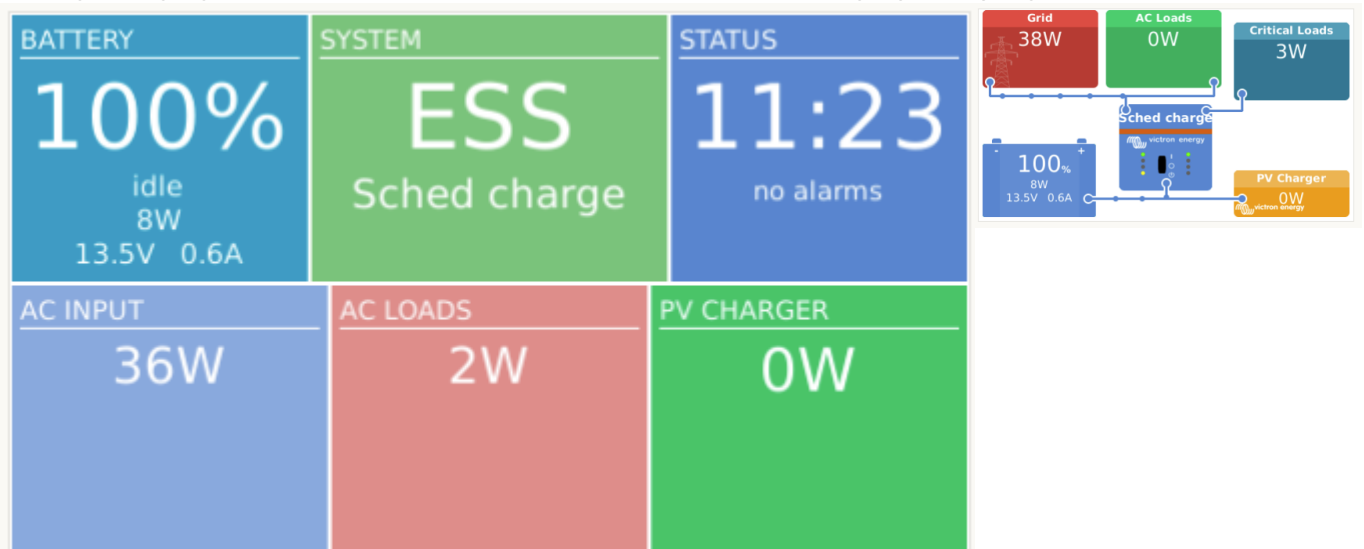 BATTERY
100%
idle
8W
13.5V 0.6A
SYSTEM
ESS
Sched charge
STATUS
11:23
no alarms
AC INPUT
36W
AC LOADS
2W
PV CHARGER
0W
Grid
38W
AC Loads
0W
Critical Loads
3W
Sched charge
victron energy
- +
100%
8W
13.5V 0.6A
PV Charger
0W
victron energy